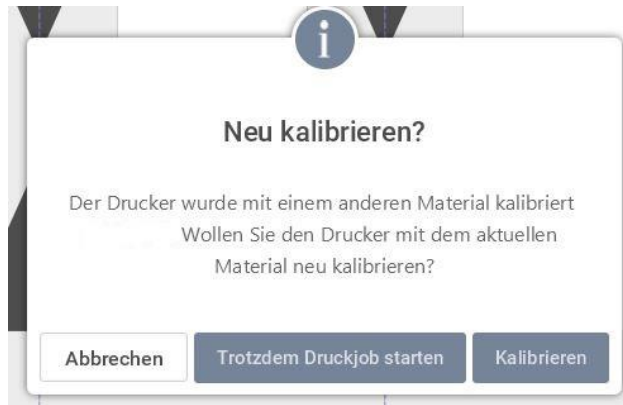 i
Neu kalibrieren?
Der Drucker wurde mit einem anderen Material kalibriert
Wollen Sie den Drucker mit dem aktuellen
Material neu kalibrieren?
Abbrechen Trotzdem Druckjob starten Kalibrieren